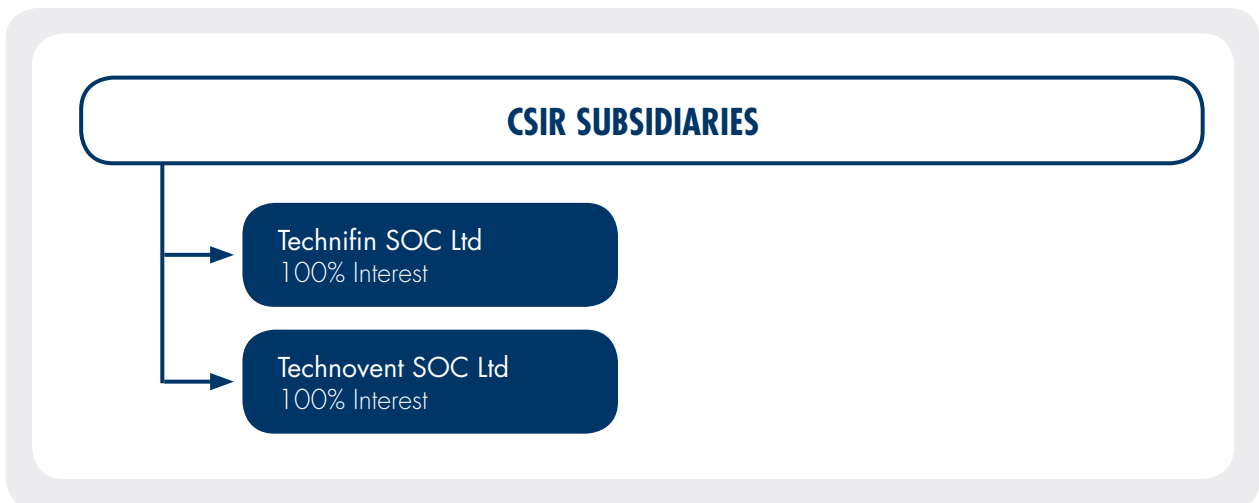 CSIR SUBSIDIARIES
Technifin SOC Ltd
100% Interest
Technovent SOC Ltd
100% Interest